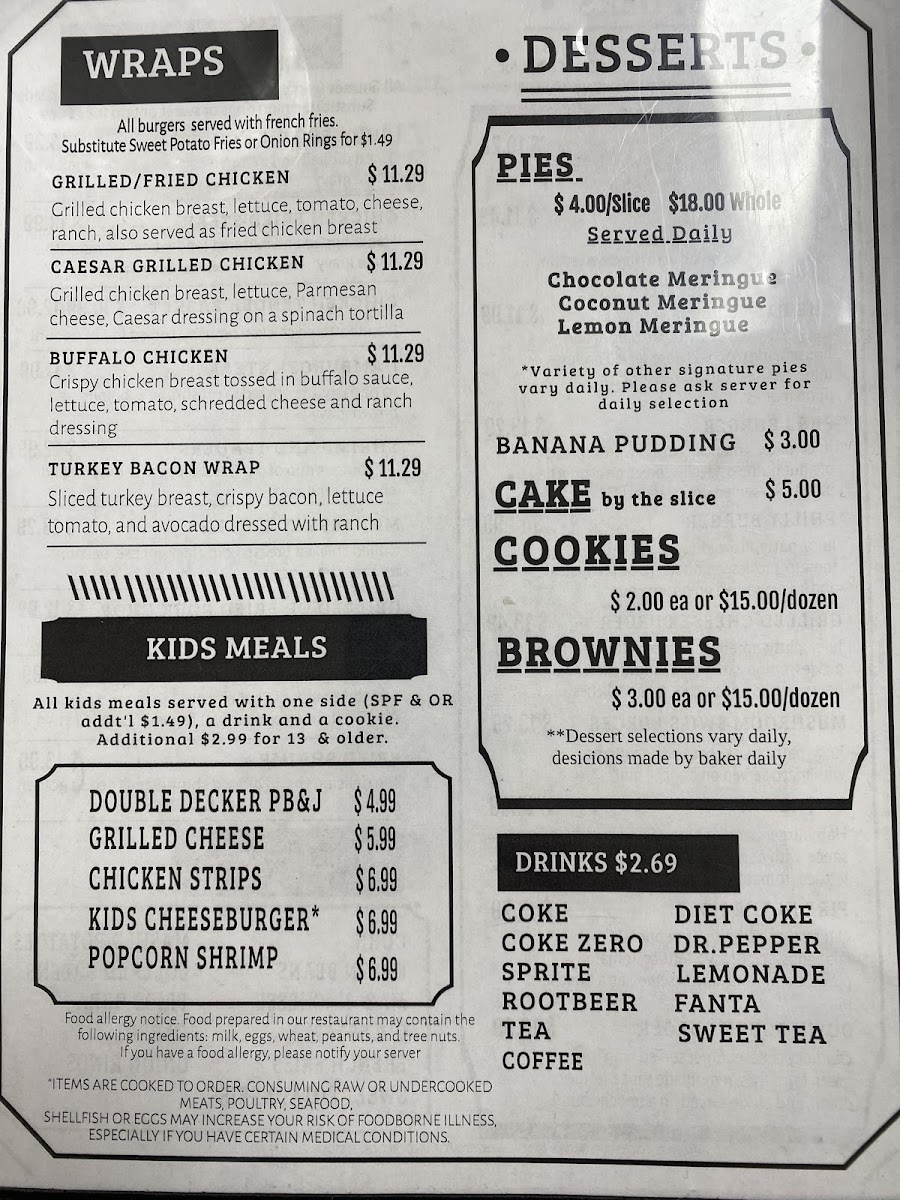 WRAPS
All burgers served with french fries.
Substitute Sweet Potato Fries or Onion Rings for $1.49
GRILLED/FRIED CHICKEN $ 11.29
Grilled chicken breast, lettuce, tomato, cheese,
ranch, also served as fried chicken breast
CAESAR GRILLED CHICKEN $ 11.29
Grilled chicken breast, lettuce, Parmesan
cheese, Caesar dressing on a spinach tortilla
BUFFALO CHICKEN $ 11.29
Crispy chicken breast tossed in buffalo sauce,
lettuce, tomato, schredded cheese and ranch
dressing
TURKEY BACON WRAP $ 11.29
Sliced turkey breast, crispy bacon, lettuce
tomato, and avocado dressed with ranch
KIDS MEALS
All kids meals served with one side (SPF & OR
addt'l $1.49), a drink and a cookie.
Additional $2.99 for 13 & older.
DOUBLE DECKER PB&J $ 4.99
GRILLED CHEESE $ 5.99
CHICKEN STRIPS $ 6.99
KIDS CHEESEBURGER* $ 6.99
POPCORN SHRIMP $ 6.99
Food allergy notice. Food prepared in our restaurant may contain the
following ingredients: milk, eggs, wheat, peanuts, and tree nuts.
If you have a food allergy, please notify your server
*ITEMS ARE COOKED TO ORDER. CONSUMING RAW OR UNDERCOOKED
MEATS, POULTRY, SEAFOOD,
SHELLFISH OR EGGS MAY INCREASE YOUR RISK OF FOODBORNE ILLNESS,
ESPECIALLY IF YOU HAVE CERTAIN MEDICAL CONDITIONS.
• DESSERTS •
PIES
$ 4.00/Slice $18.00 Whole
Served Daily
Chocolate Meringue
Coconut Meringue
Lemon Meringue
*Variety of other signature pies
vary daily. Please ask server for
daily selection
BANANA PUDDING $ 3.00
CAKE by the slice $ 5.00
COOKIES
$ 2.00 ea or $15.00/dozen
BROWNIES
$ 3.00 ea or $15.00/dozen
**Dessert selections vary daily,
desicions made by baker daily
DRINKS $2.69
COKE DIET COKE
COKE ZERO DR.PEPPER
SPRITE LEMONADE
ROOTBEER FANTA
TEA SWEET TEA
COFFEE